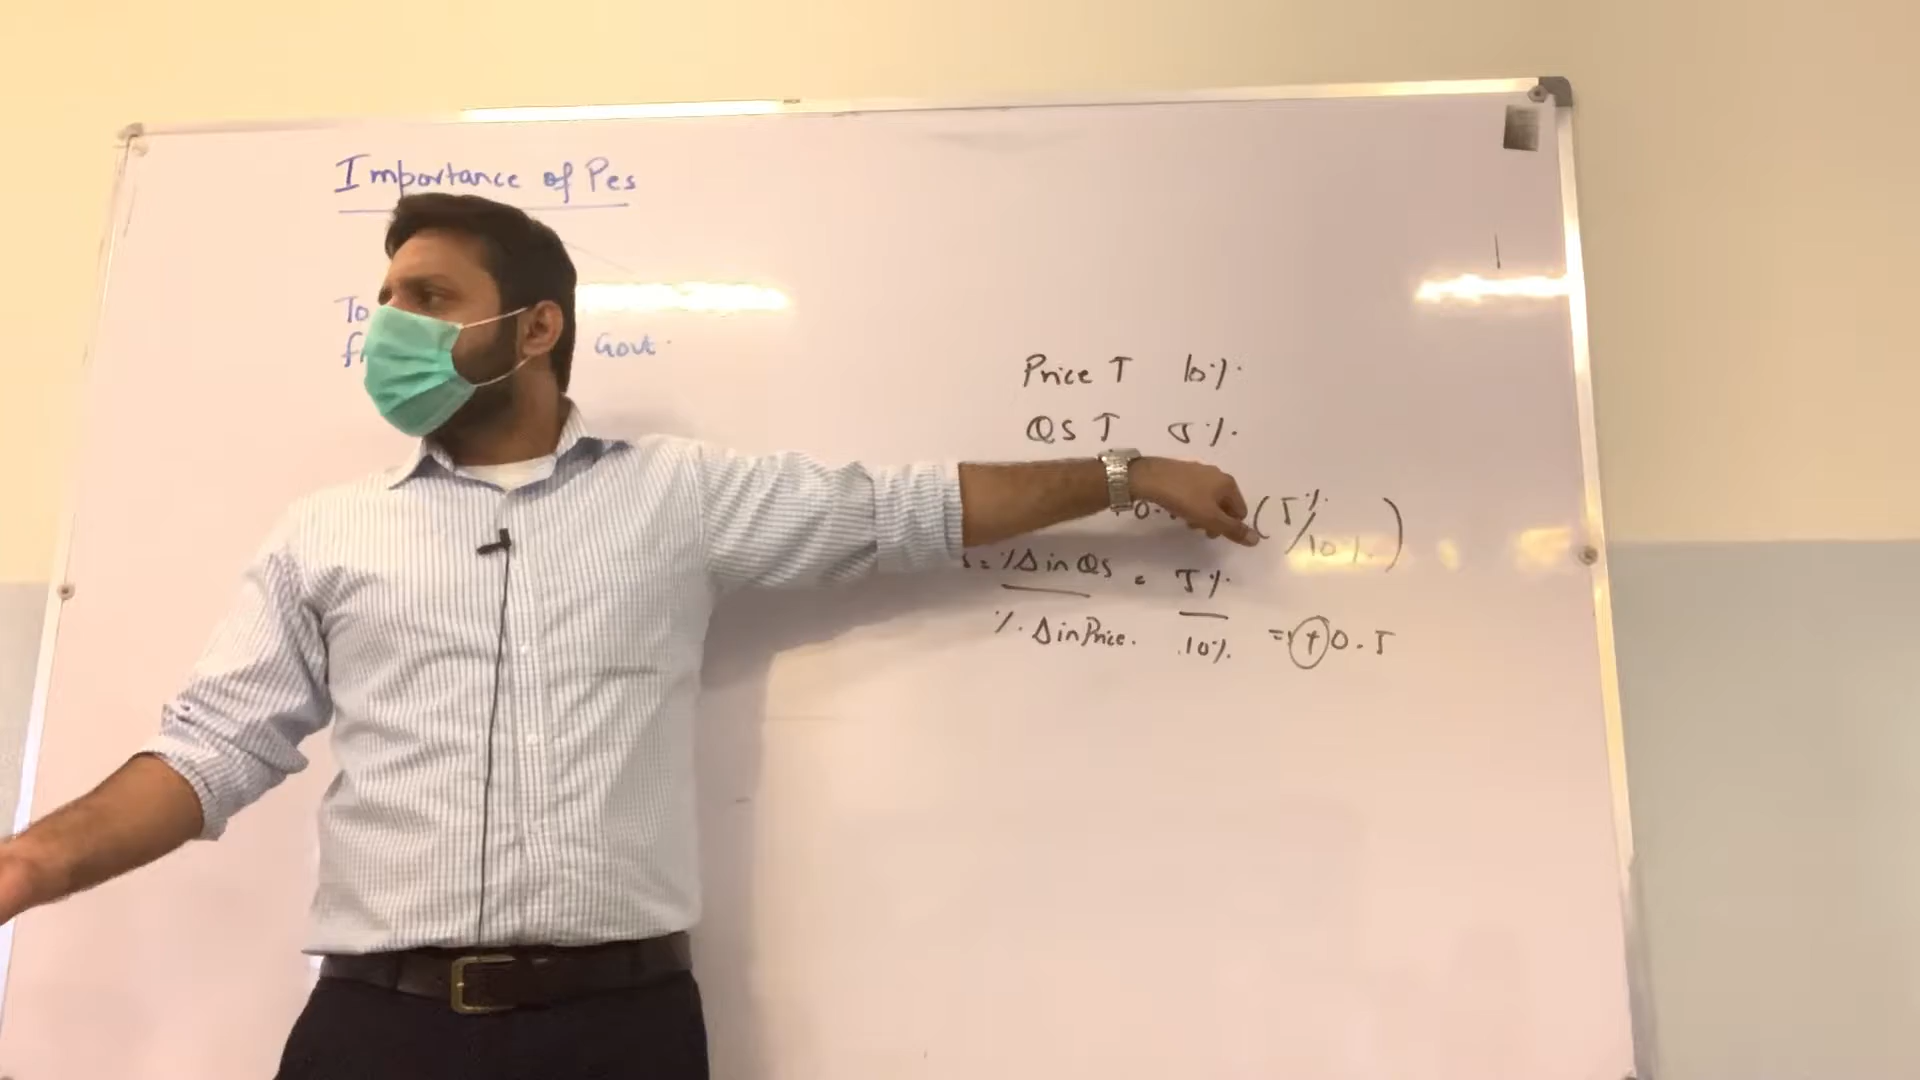 Importance of Pes
To
Govt.
Price ↑ 10%
QS ↑ 5%
(5%/10%)
= %Δ in QS = 5%
%. Δ in Price. 10% = +0.5